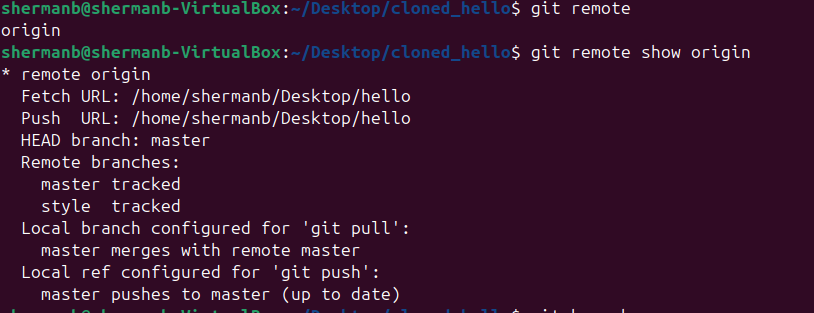 shermanb@shermanb-VirtualBox:~/Desktop/cloned_hello$ git remote
origin
shermanb@shermanb-VirtualBox:~/Desktop/cloned_hello$ git remote show origin
* remote origin
  Fetch URL: /home/shermanb/Desktop/hello
  Push  URL: /home/shermanb/Desktop/hello
  HEAD branch: master
  Remote branches:
    master tracked
    style  tracked
  Local branch configured for 'git pull':
    master merges with remote master
  Local ref configured for 'git push':
    master pushes to master (up to date)